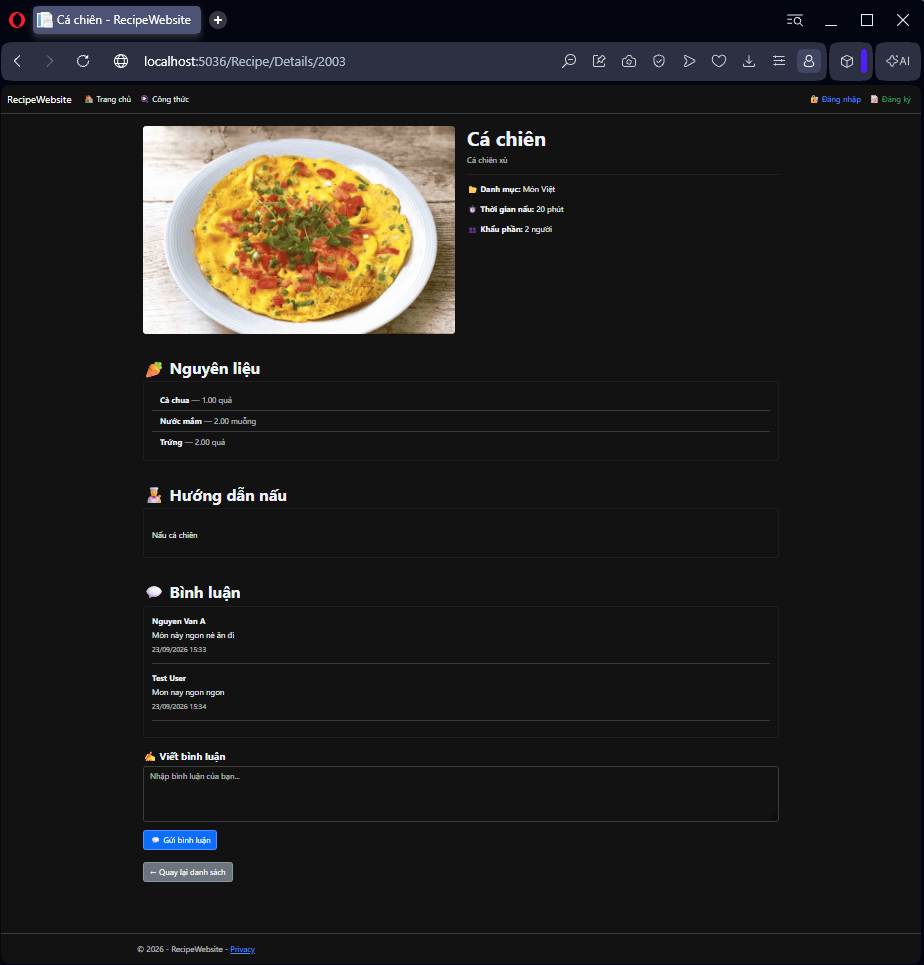 Cá chiên - RecipeWebsite
localhost:5036/Recipe/Details/2003
AI
RecipeWebsite
Trang chủ
Công thức
Đăng nhập
Đăng ký
Cá chiên
Cá chiên xù
Danh mục: Món Việt
Thời gian nấu: 20 phút
Khẩu phần: 2 người
Nguyên liệu
Cà chua — 1.00 quả
Nước mắm — 2.00 muỗng
Trứng — 2.00 quả
Hướng dẫn nấu
Nấu cá chiên
Bình luận
Nguyen Van A
Món này ngon nè ăn đi
23/09/2026 15:33
Test User
Mon nay ngon ngon
23/09/2026 15:34
Viết bình luận
Nhập bình luận của bạn...
Gửi bình luận
← Quay lại danh sách
© 2026 - RecipeWebsite - Privacy